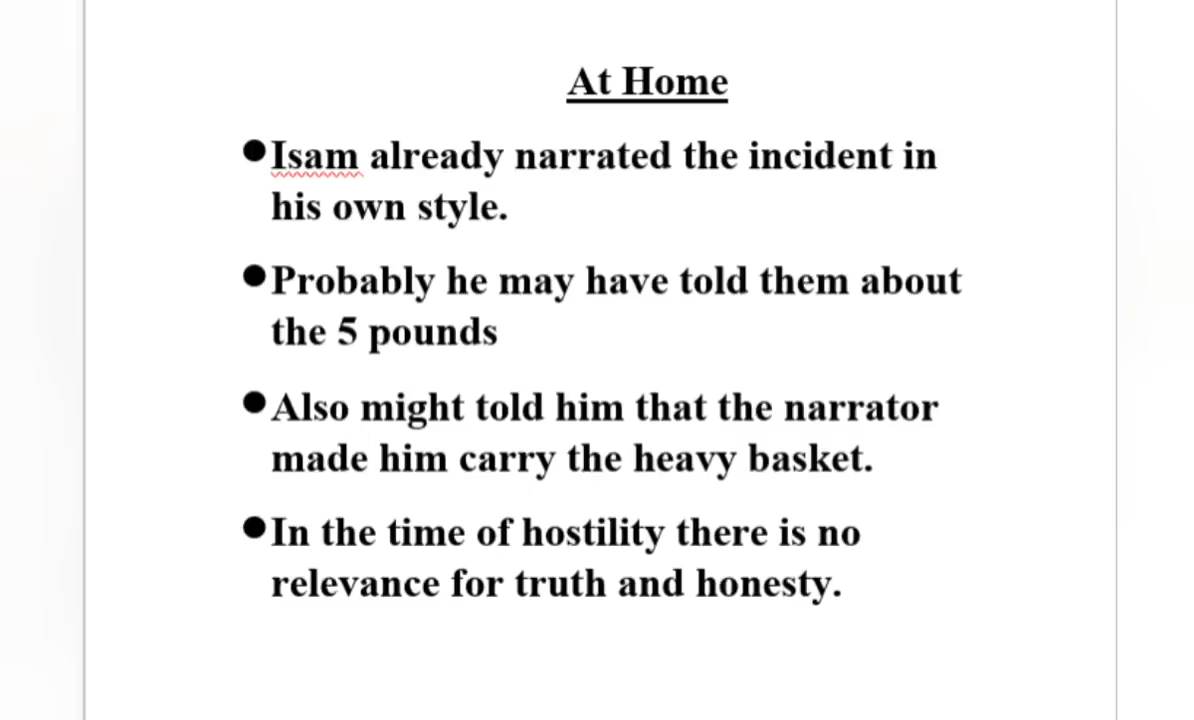 At Home
●Isam already narrated the incident in
his own style.
●Probably he may have told them about
the 5 pounds
●Also might told him that the narrator
made him carry the heavy basket.
●In the time of hostility there is no
relevance for truth and honesty.